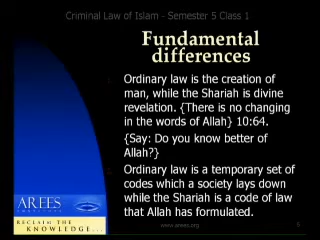 Criminal Law of Islam - Semester 5 Class 1
Fundamental
differences
1. Ordinary law is the creation of
man, while the Shariah is divine
revelation. {There is no changing
in the words of Allah} 10:64.
{Say: Do you know better of
Allah?}
2. Ordinary law is a temporary set of
codes which a society lays down
while the Shariah is a code of law
that Allah has formulated.
AREES
RECLAIM THE
KNOWLEDGE
www.arees.org